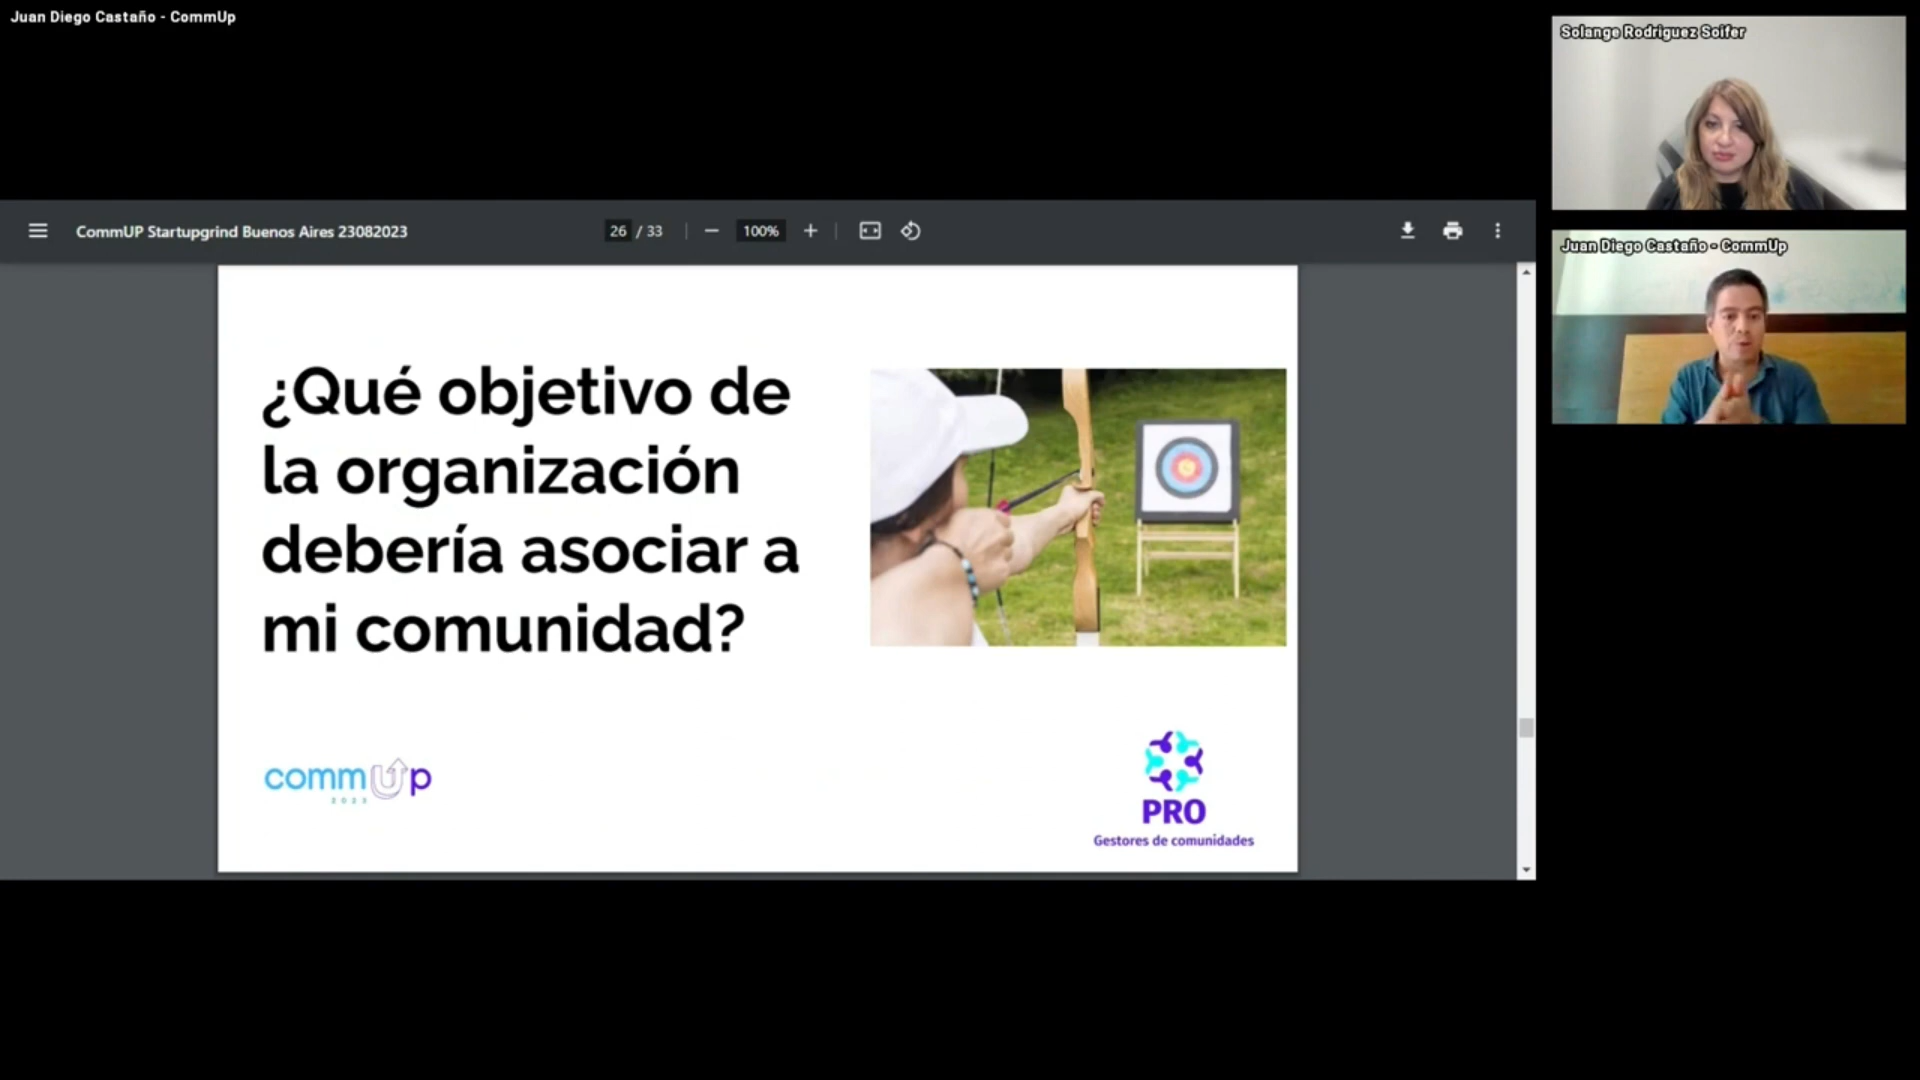 Juan Diego Castaño - CommUp
Solange Rodriguez Soifer
Juan Diego Castaño - CommUp
CommUP Startupgrind Buenos Aires 23082023
26 / 33
100%
¿Qué objetivo de
la organización
debería asociar a
mi comunidad?
commUp
2023
PRO
Gestores de comunidades